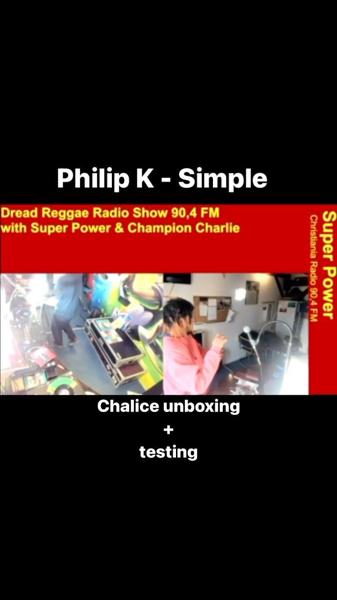 Philip K - Simple
Dread Reggae Radio Show 90,4 FM
with Super Power & Champion Charlie
Super Power
Christiania Radio 90,4 FM
Chalice unboxing
+
testing